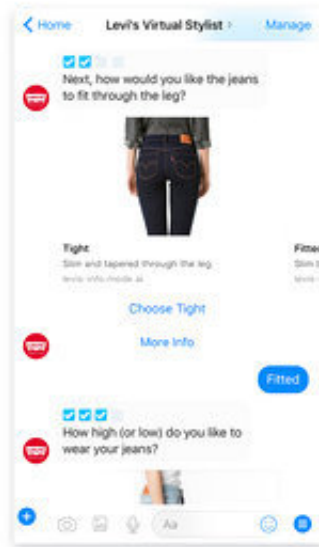 Home Levi's Virtual Stylist > Manage
Next, how would you like the jeans
to fit through the leg?
Tight Fitted
Slim and tapered through the leg. Slim
Choose Tight
More Info
Fitted
How high (or low) do you like to
wear your jeans?
Aa